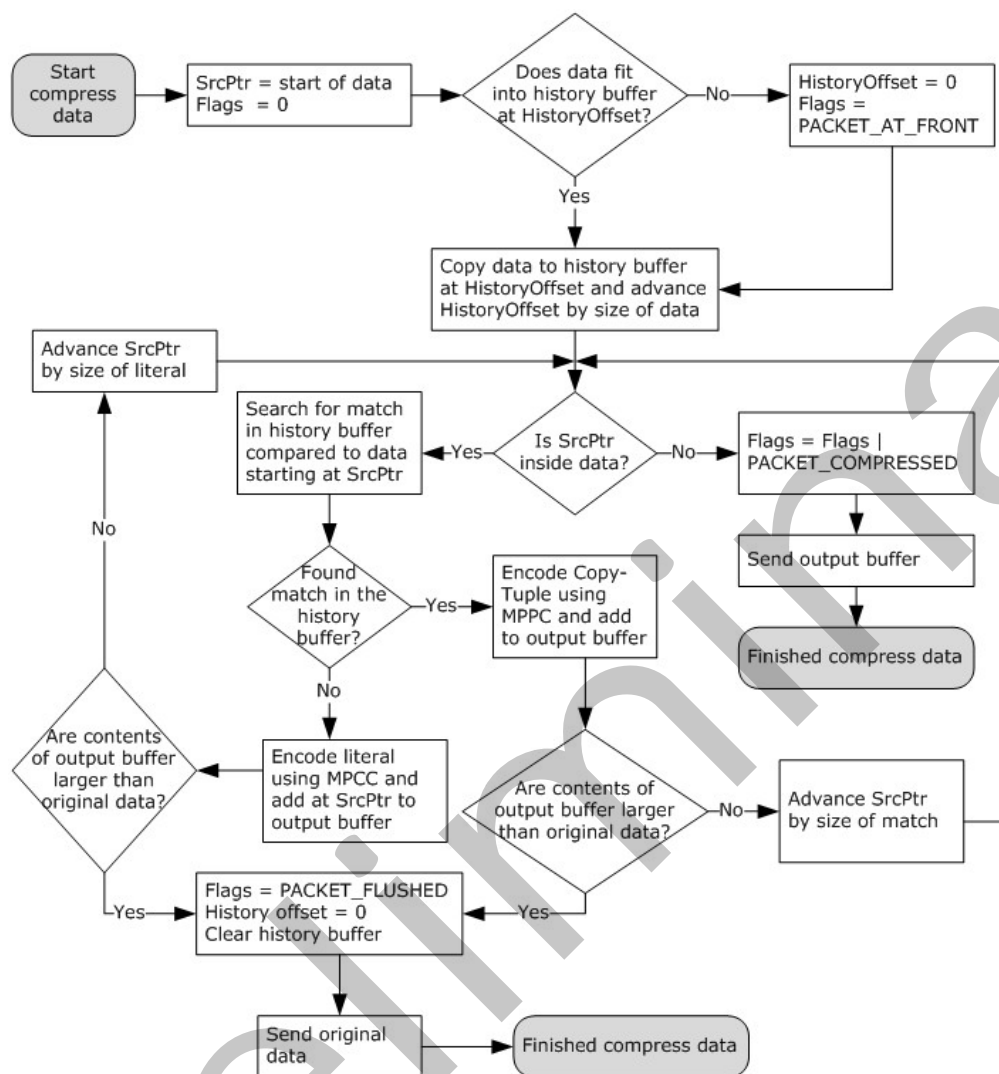 Start
compress
data
SrcPtr = start of data
Flags = 0
Does data fit
into history buffer
at HistoryOffset?
No
HistoryOffset = 0
Flags =
PACKET_AT_FRONT
Yes
Copy data to history buffer
at HistoryOffset and advance
HistoryOffset by size of data
Advance SrcPtr
by size of literal
Search for match
in history buffer
compared to data
starting at SrcPtr
Yes
Is SrcPtr
inside data?
No
Flags = Flags |
PACKET_COMPRESSED
No
Send output buffer
Found
match in the
history
buffer?
Yes
Encode Copy-
Tuple using
MPPC and add
to output buffer
Finished compress data
No
Are contents
of output buffer
larger than
original data?
Encode literal
using MPCC and
add at SrcPtr to
output buffer
Are contents of
output buffer larger
than original data?
No
Advance SrcPtr
by size of match
Yes
Flags = PACKET_FLUSHED
History offset = 0
Clear history buffer
Yes
Send original
data
Finished compress data